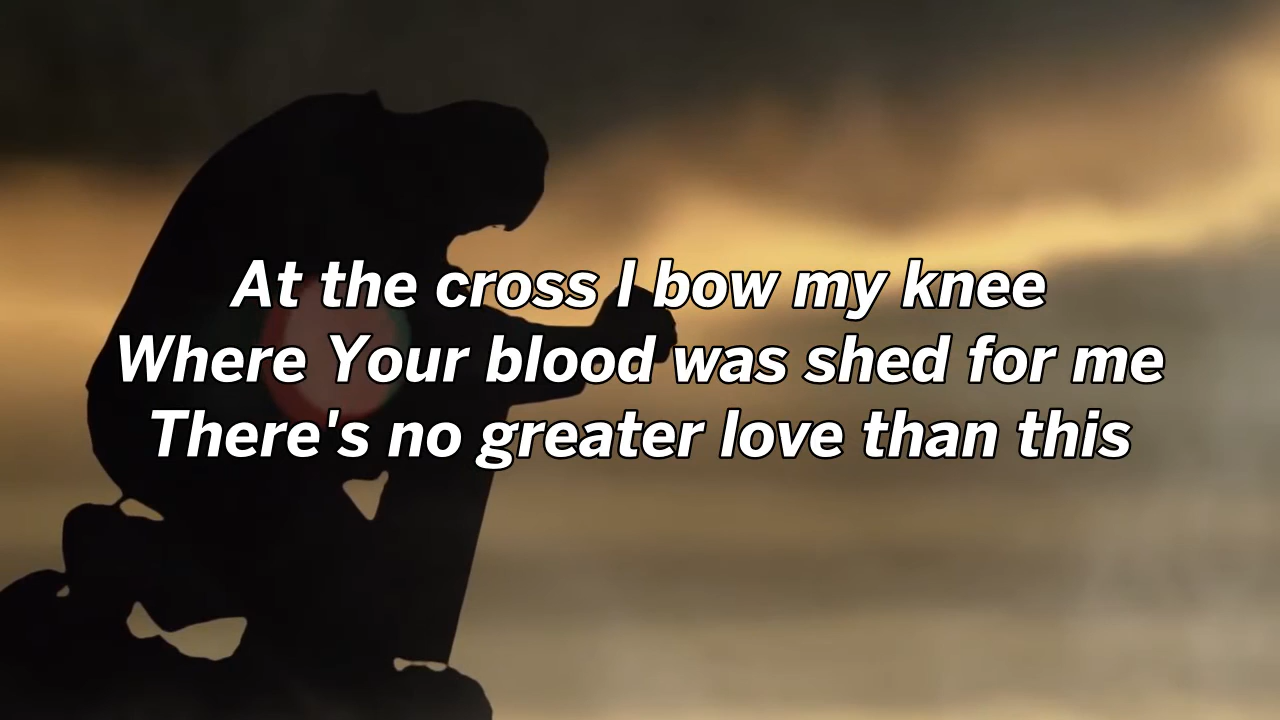 At the cross I bow my knee
Where Your blood was shed for me
There's no greater love than this